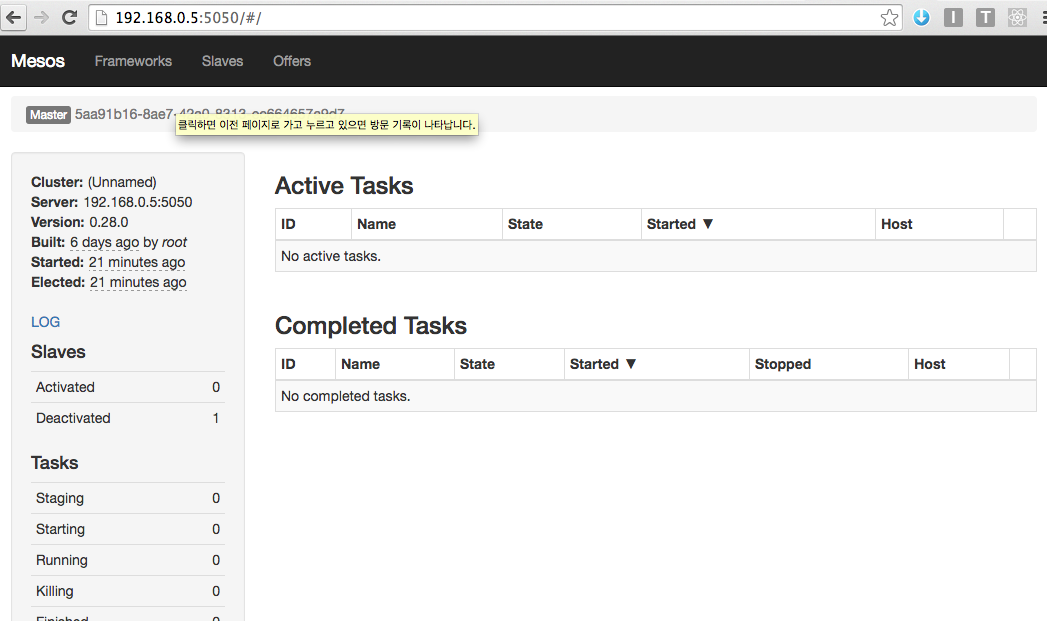 192.168.0.5:5050/#/
I T
Mesos Frameworks Slaves Offers
Master 5aa91b16-8ae7-
클릭하면 이전 페이지로 가고 누르고 있으면 방문 기록이 나타납니다.
Cluster: (Unnamed)
Server: 192.168.0.5:5050
Version: 0.28.0
Built: 6 days ago by root
Started: 21 minutes ago
Elected: 21 minutes ago
LOG
Slaves
Activated 0
Deactivated 1
Tasks
Staging 0
Starting 0
Running 0
Killing 0
Active Tasks
ID Name State Started ▼ Host
No active tasks.
Completed Tasks
ID Name State Started ▼ Stopped Host
No completed tasks.